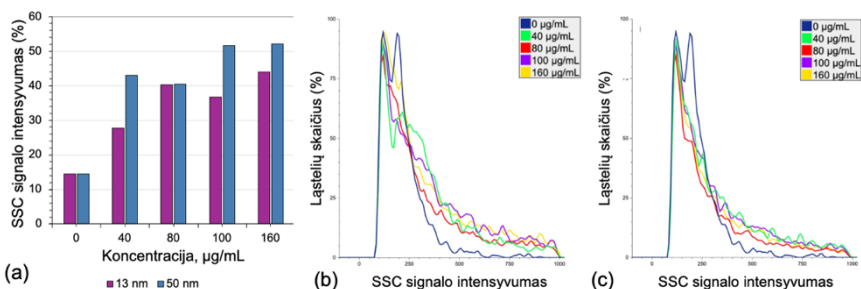 SSC signalo intensyvumas (%)
60
50
40
30
20
10
0
0 40 80 100 160
Koncentracija, µg/mL
(a)
13 nm 50 nm
Ląstelių skaičius (%)
100
75
50
25
0
0 250 500 750 1000
SSC signalo intensyvumas
(b)
0 µg/mL
40 µg/mL
80 µg/mL
100 µg/mL
160 µg/mL
Ląstelių skaičius (%)
100
75
50
25
0
0 250 500 750 1000
SSC signalo intensyvumas
(c)
0 µg/mL
40 µg/mL
80 µg/mL
100 µg/mL
160 µg/mL